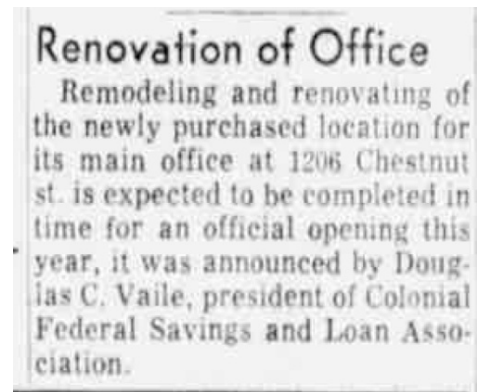 Renovation of Office
Remodeling and renovating of
the newly purchased location for
its main office at 1206 Chestnut
st. is expected to be completed in
time for an official opening this
year, it was announced by Doug-
las C. Vaile, president of Colonial
Federal Savings and Loan Asso-
ciation.